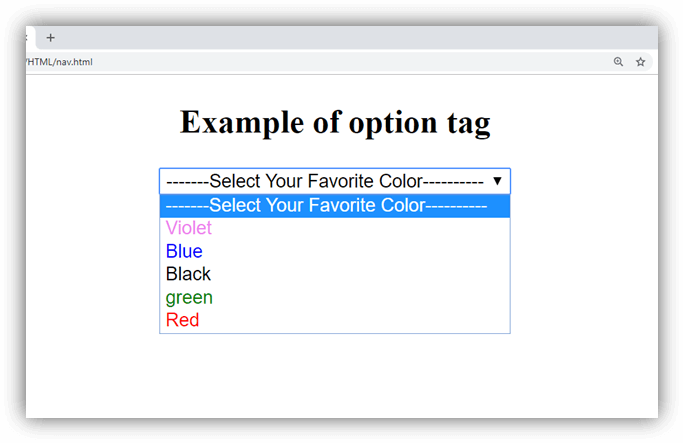 /HTML/nav.html
Example of option tag
-------Select Your Favorite Color----------
-------Select Your Favorite Color----------
Violet
Blue
Black
green
Red